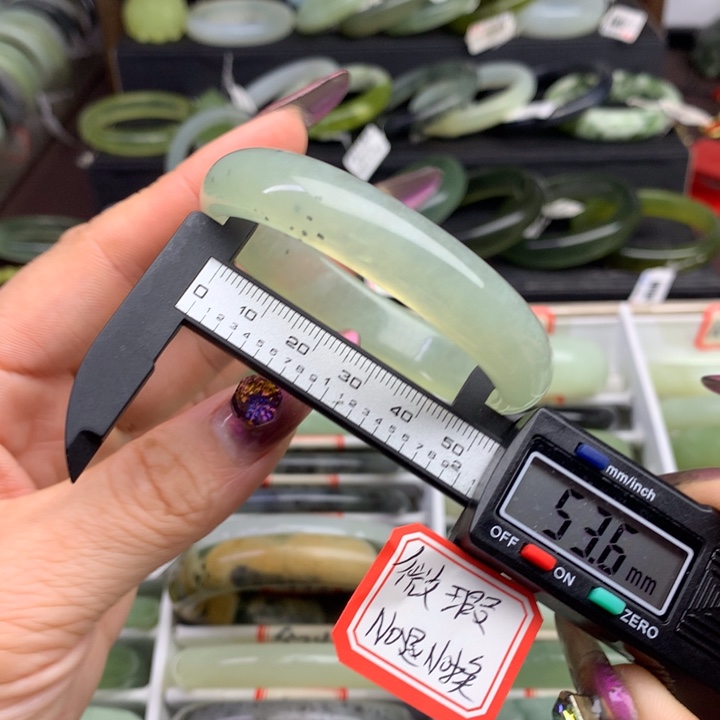 0 10 20 30 40 50
mm/inch
53.6 mm
OFF
ON
ZERO
微瑕
No退No换